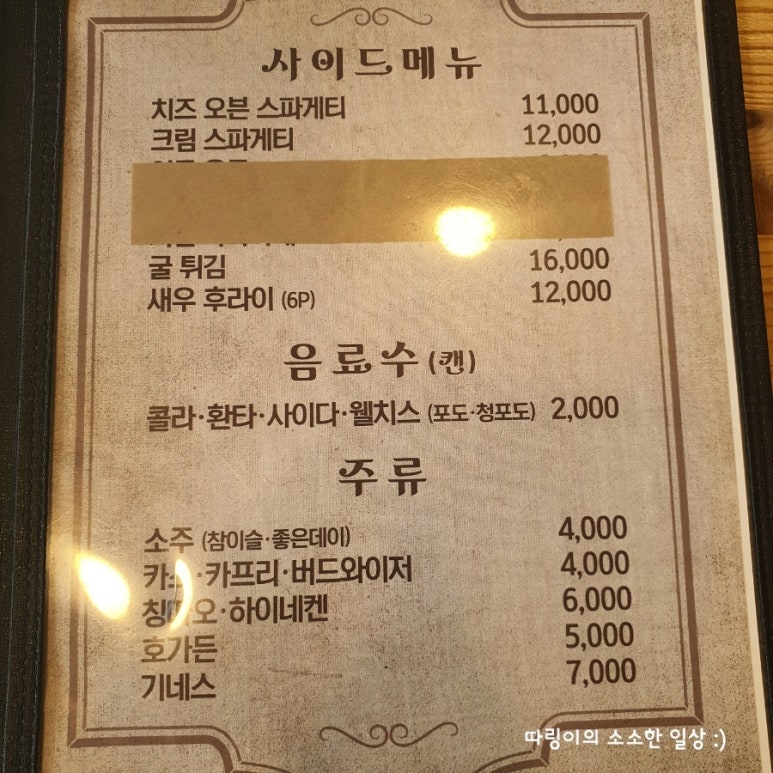 사이드메뉴
치즈 오븐 스파게티 11,000
크림 스파게티 12,000
굴 튀김 16,000
새우 후라이 (6P) 12,000
음료수 (캔)
콜라·환타·사이다·웰치스 (포도·청포도) 2,000
주류
소주 (참이슬·좋은데이) 4,000
카스·카프리·버드와이저 4,000
칭따오·하이네켄 6,000
호가든 5,000
기네스 7,000
따링이의 소소한 일상 :)